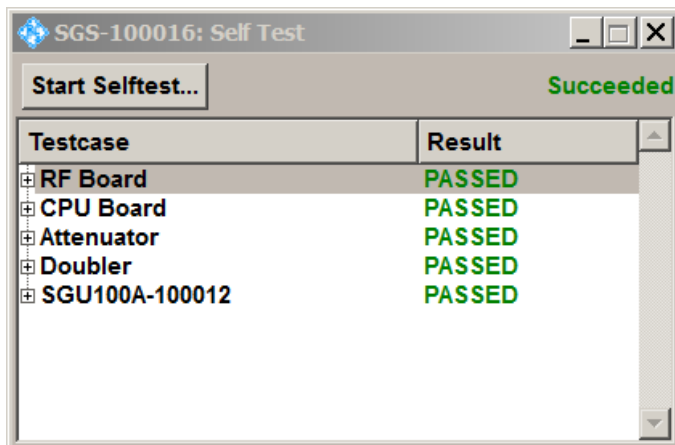 SGS-100016: Self Test
Start Selftest... Succeeded
Testcase Result
RF Board PASSED
CPU Board PASSED
Attenuator PASSED
Doubler PASSED
SGU100A-100012 PASSED